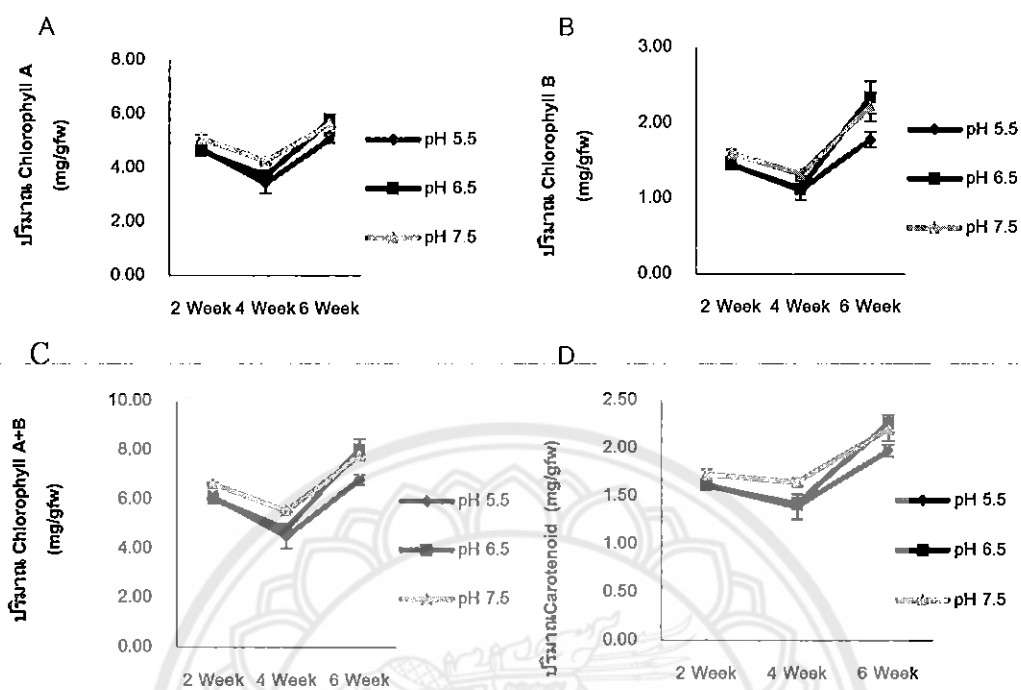 A
ปริมาณ Chlorophyll A
(mg/gfw)
8.00
6.00
4.00
2.00
0.00
2 Week 4 Week 6 Week
pH 5.5
pH 6.5
pH 7.5
B
ปริมาณ Chlorophyll B
(mg/gfw)
3.00
2.00
1.00
0.00
2 Week 4 Week 6 Week
pH 5.5
pH 6.5
pH 7.5
C
ปริมาณ Chlorophyll A+B
(mg/gfw)
10.00
8.00
6.00
4.00
2.00
0.00
2 Week 4 Week 6 Week
pH 5.5
pH 6.5
pH 7.5
D
ปริมาณCarotenoid (mg/gfw)
2.50
2.00
1.50
1.00
0.50
0.00
2 Week 4 Week 6 Week
pH 5.5
pH 6.5
pH 7.5